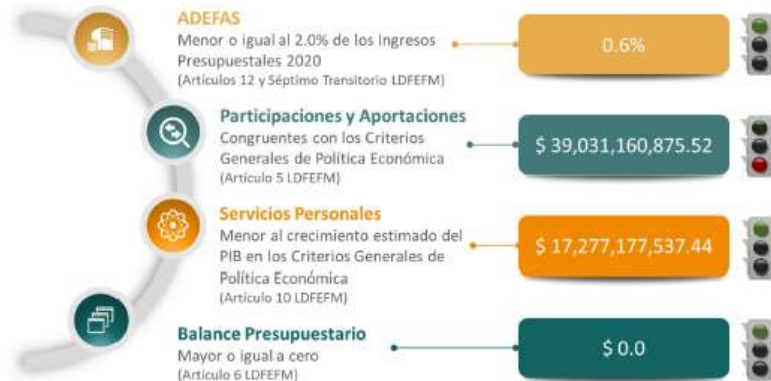 ADEFAS
Menor o igual al 2.0% de los Ingresos
Presupuestales 2020
(Artículos 12 y Séptimo Transitorio LDFEFM)
0.6%
Participaciones y Aportaciones
Congruentes con los Criterios
Generales de Política Económica
(Artículo 5 LDFEFM)
$ 39,031,160,875.52
Servicios Personales
Menor al crecimiento estimado del
PIB en los Criterios Generales de
Política Económica
(Artículo 10 LDFEFM)
$ 17,277,177,537.44
Balance Presupuestario
Mayor o igual a cero
(Artículo 6 LDFEFM)
$ 0.0